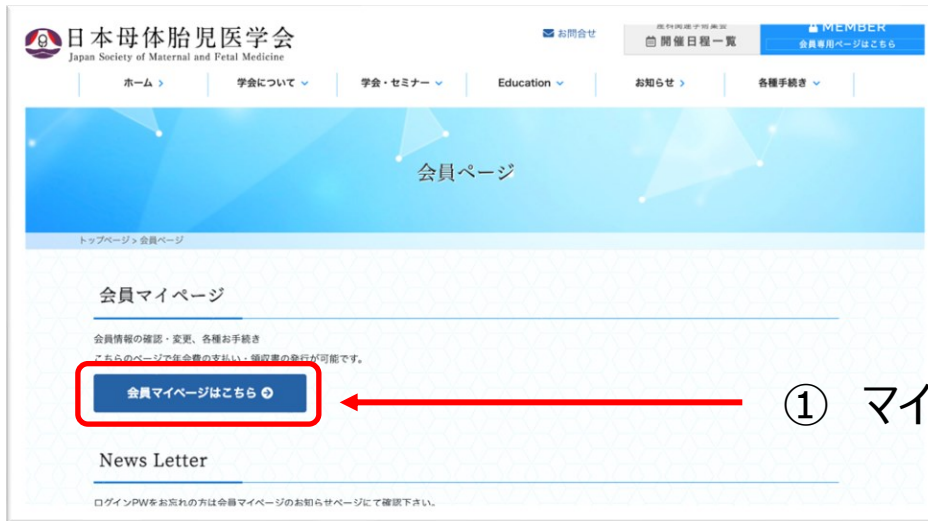 日本母体胎児医学会
Japan Society of Maternal and Fetal Medicine
お問合せ
産科関連学術集会
開催日程一覧
MEMBER
会員専用ページはこちら
ホーム
学会について
学会・セミナー
Education
お知らせ
各種手続き
会員ページ
トップページ > 会員ページ
会員マイページ
会員情報の確認・変更、各種お手続き
こちらのページで年会費の支払い・領収書の発行が可能です。
会員マイページはこちら
① マイ
News Letter
ログインPWをお忘れの方は会員マイページのお知らせページにて確認下さい。